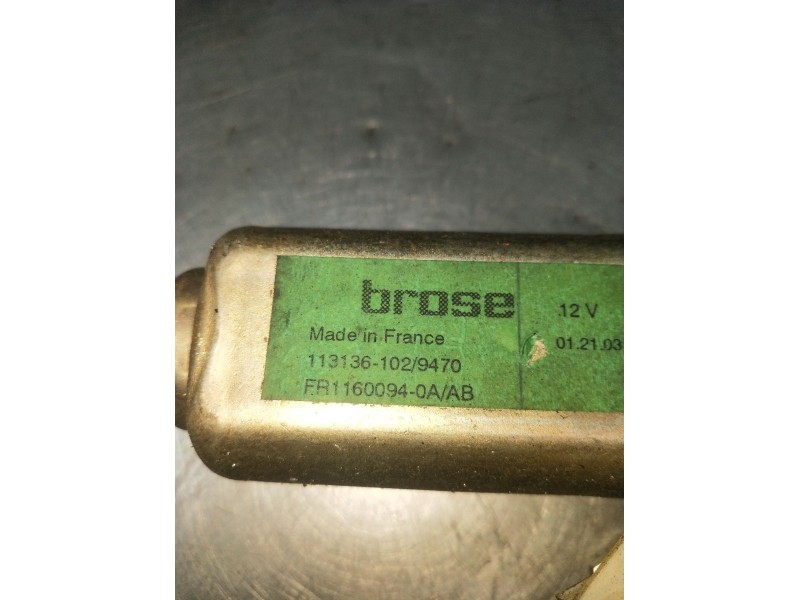 brose
Made in France
113136-102/9470
FR1160094-0A/AB
12 V
01.21.03